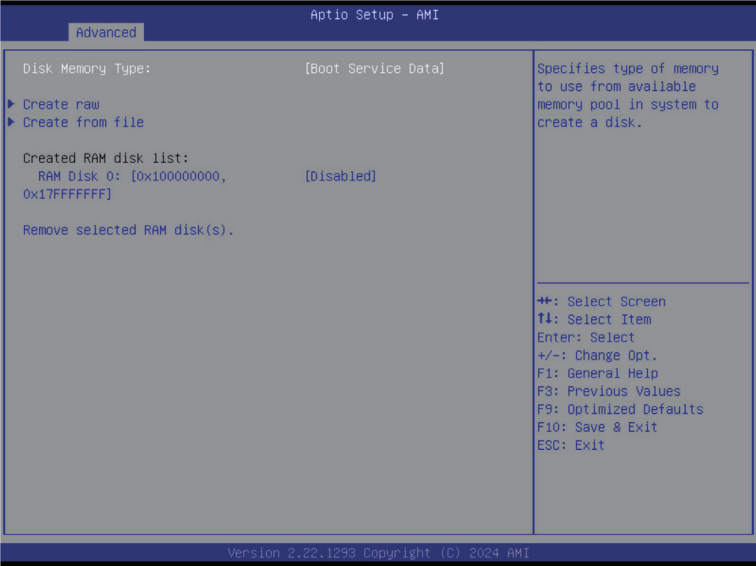 Aptio Setup - AMI
Advanced
Disk Memory Type: [Boot Service Data]
Create raw
Create from file
Created RAM disk list:
RAM Disk 0: [0x100000000, [Disabled]
0x17FFFFFFF]
Remove selected RAM disk(s).
Specifies type of memory
to use from available
memory pool in system to
create a disk.
→←: Select Screen
↑↓: Select Item
Enter: Select
+/-: Change Opt.
F1: General Help
F3: Previous Values
F9: Optimized Defaults
F10: Save & Exit
ESC: Exit
Version 2.22.1293 Copyright (C) 2024 AMI